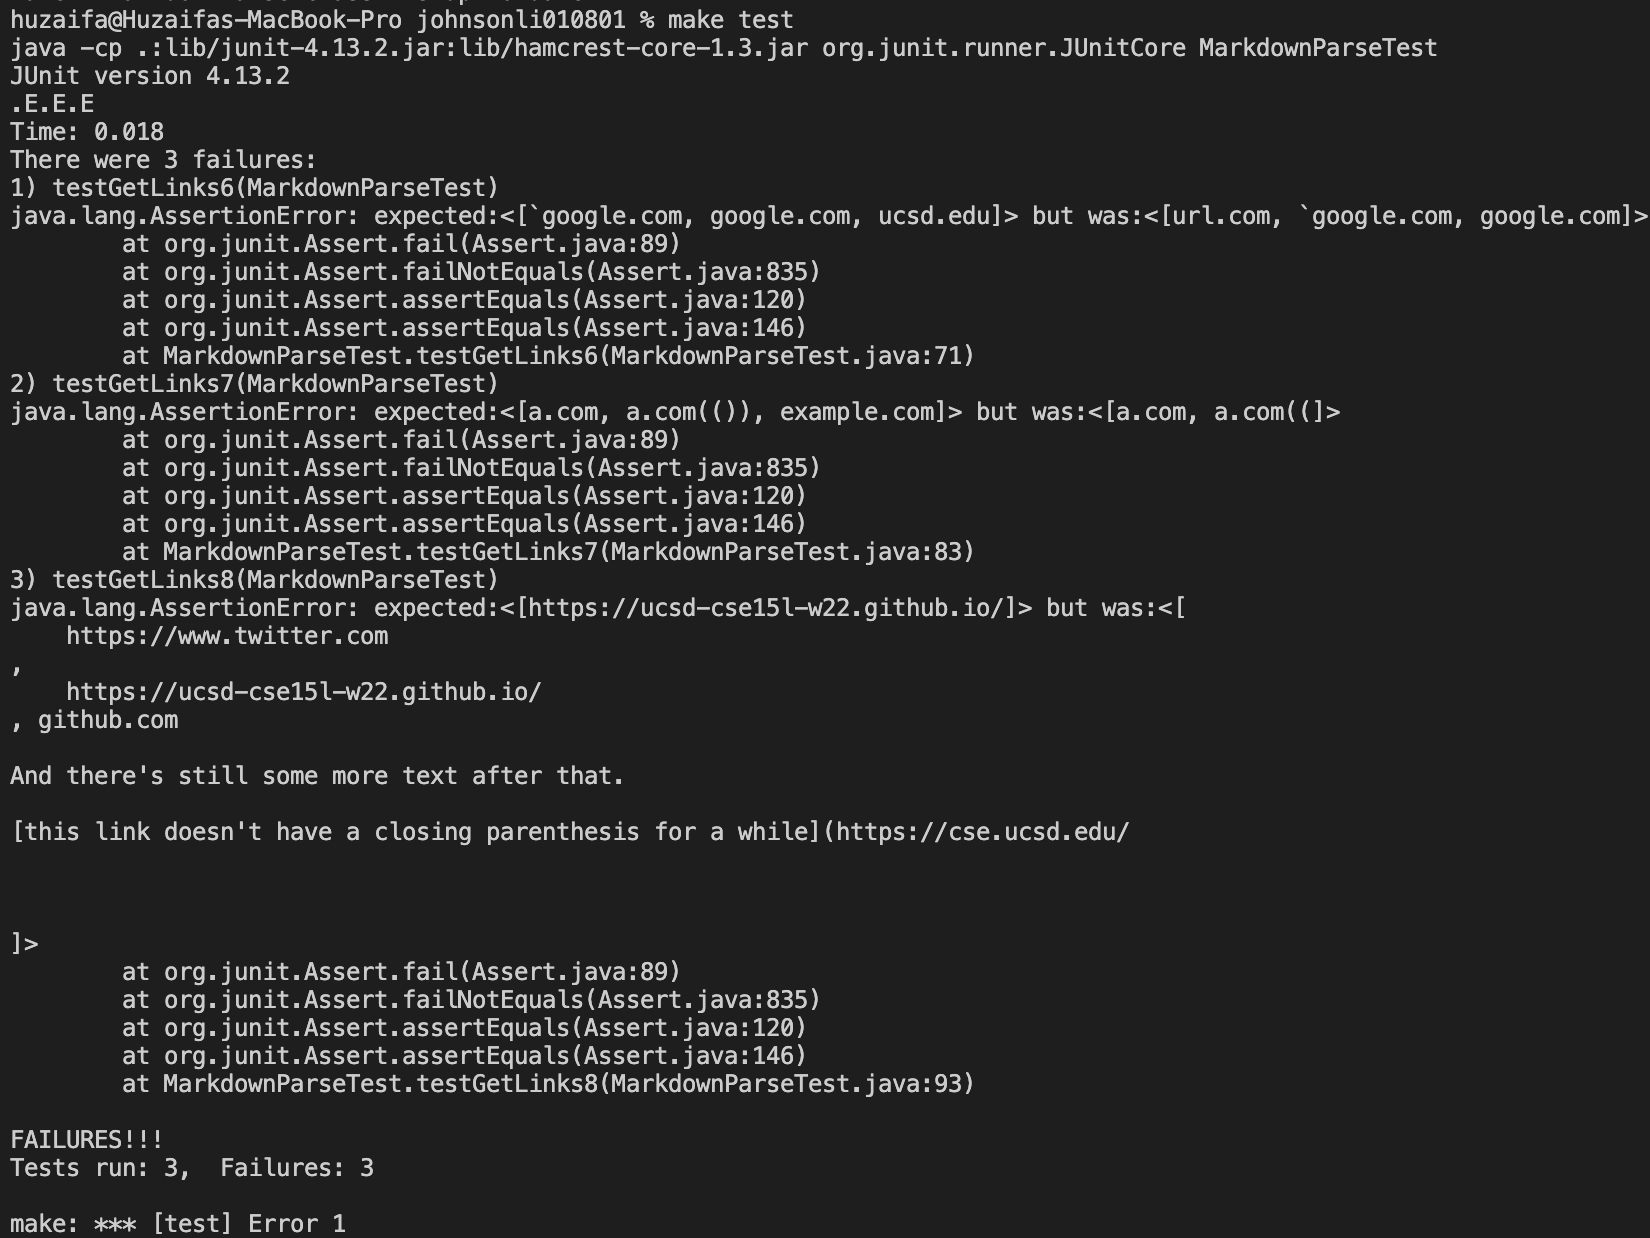 huzaifa@Huzaifas-MacBook-Pro johnsonli010801 % make test
java -cp .:lib/junit-4.13.2.jar:lib/hamcrest-core-1.3.jar org.junit.runner.JUnitCore MarkdownParseTest
JUnit version 4.13.2
.E.E.E
Time: 0.018
There were 3 failures:
1) testGetLinks6(MarkdownParseTest)
java.lang.AssertionError: expected:<[`google.com, google.com, ucsd.edu]> but was:<[url.com, `google.com, google.com]>
        at org.junit.Assert.fail(Assert.java:89)
        at org.junit.Assert.failNotEquals(Assert.java:835)
        at org.junit.Assert.assertEquals(Assert.java:120)
        at org.junit.Assert.assertEquals(Assert.java:146)
        at MarkdownParseTest.testGetLinks6(MarkdownParseTest.java:71)
2) testGetLinks7(MarkdownParseTest)
java.lang.AssertionError: expected:<[a.com, a.com(()), example.com]> but was:<[a.com, a.com((]>
        at org.junit.Assert.fail(Assert.java:89)
        at org.junit.Assert.failNotEquals(Assert.java:835)
        at org.junit.Assert.assertEquals(Assert.java:120)
        at org.junit.Assert.assertEquals(Assert.java:146)
        at MarkdownParseTest.testGetLinks7(MarkdownParseTest.java:83)
3) testGetLinks8(MarkdownParseTest)
java.lang.AssertionError: expected:<[https://ucsd-cse15l-w22.github.io/]> but was:<[
    https://www.twitter.com
,
    https://ucsd-cse15l-w22.github.io/
, github.com

And there's still some more text after that.

[this link doesn't have a closing parenthesis for a while](https://cse.ucsd.edu/



]>
        at org.junit.Assert.fail(Assert.java:89)
        at org.junit.Assert.failNotEquals(Assert.java:835)
        at org.junit.Assert.assertEquals(Assert.java:120)
        at org.junit.Assert.assertEquals(Assert.java:146)
        at MarkdownParseTest.testGetLinks8(MarkdownParseTest.java:93)

FAILURES!!!
Tests run: 3,  Failures: 3

make: *** [test] Error 1